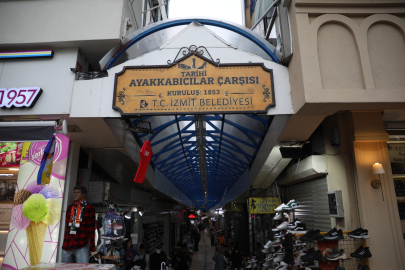 TARİHİ
AYAKKABICILAR ÇARŞISI
KURULUŞ: 1853
T.C. İZMİT BELEDİYESİ
1957